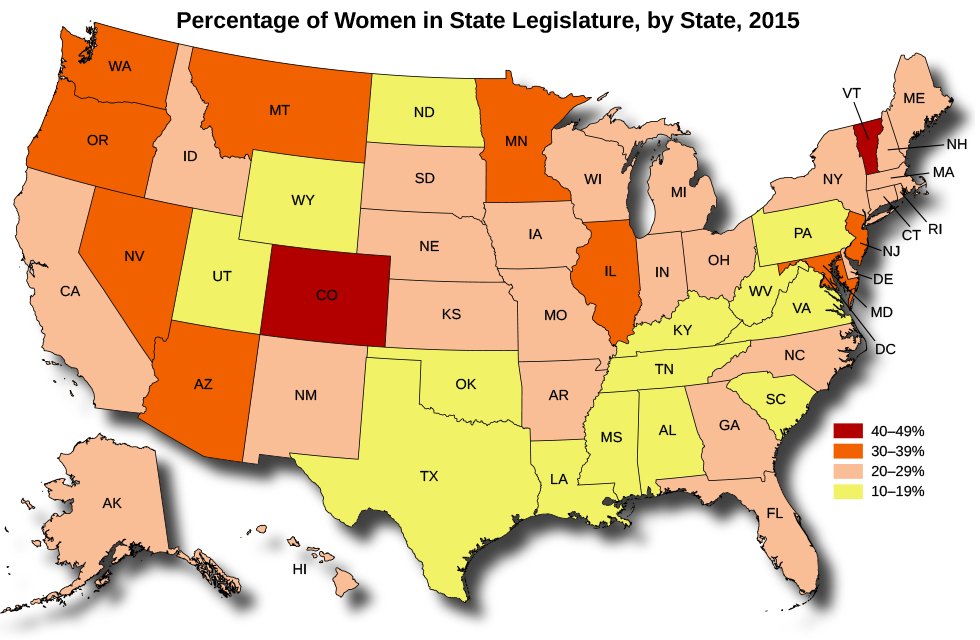 Percentage of Women in State Legislature, by State, 2015
WA
MT
ND
MN
VT
ME
OR
ID
SD
WI
MI
NY
NH
MA
WY
NV
UT
NE
IA
PA
CT
RI
NJ
CA
CO
KS
MO
IL
IN
OH
WV
VA
DE
MD
DC
KY
AZ
NM
OK
AR
TN
NC
SC
TX
LA
MS
AL
GA
FL
AK
HI
40–49%
30–39%
20–29%
10–19%